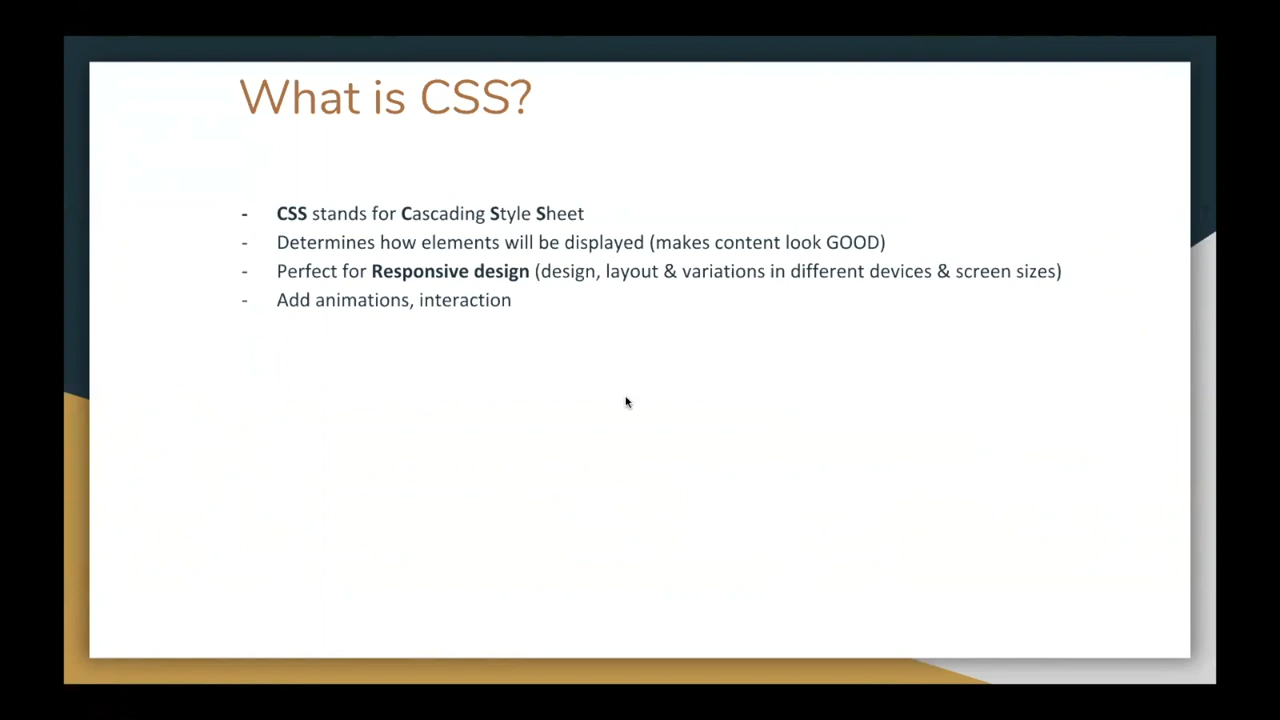 What is CSS?
- CSS stands for Cascading Style Sheet
- Determines how elements will be displayed (makes content look GOOD)
- Perfect for Responsive design (design, layout & variations in different devices & screen sizes)
- Add animations, interaction